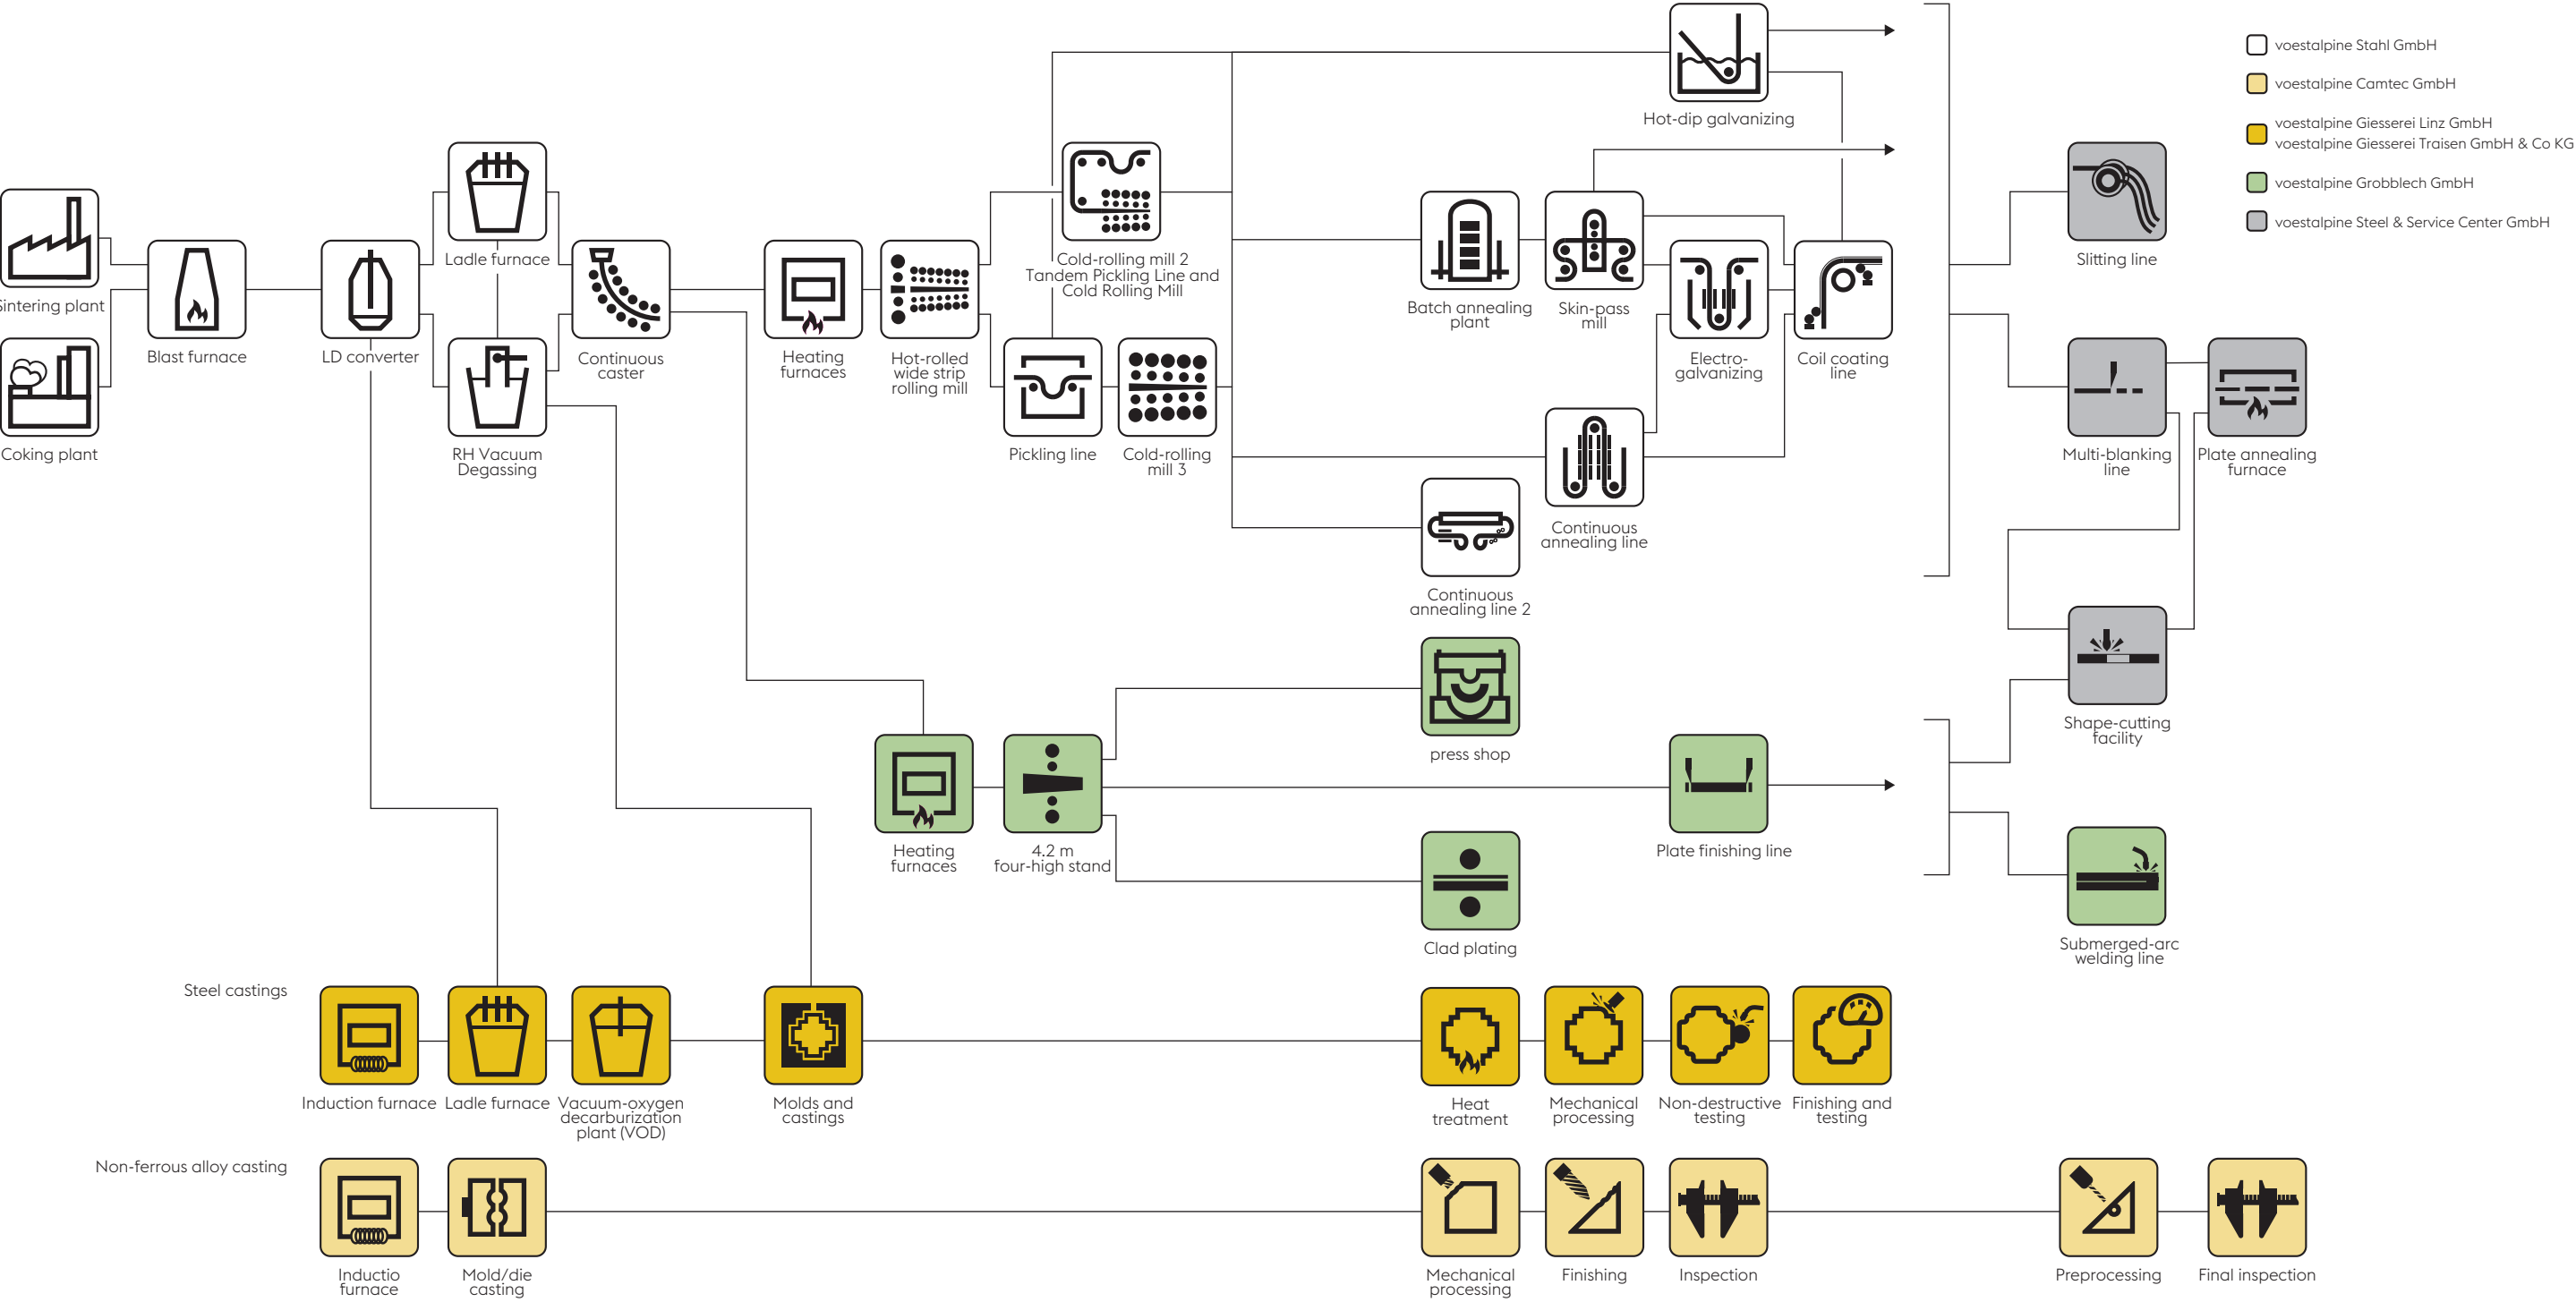 Hot-dip galvanizing
voestalpine Stahl GmbH
voestalpine Camtec GmbH
voestalpine Giesserei Linz GmbH
voestalpine Giesserei Traisen GmbH & Co KG
voestalpine Grobblech GmbH
voestalpine Steel & Service Center GmbH
Sintering plant
Coking plant
Blast furnace
LD converter
Ladle furnace
RH Vacuum
Degassing
Continuous
caster
Heating
furnaces
Hot-rolled
wide strip
rolling mill
Cold-rolling mill 2
Tandem Pickling Line and
Cold Rolling Mill
Pickling line
Cold-rolling
mill 3
Batch annealing
plant
Skin-pass
mill
Electro-
galvanizing
Coil coating
line
Continuous
annealing line
Continuous
annealing line 2
Slitting line
Multi-blanking
line
Plate annealing
furnace
Shape-cutting
facility
press shop
Heating
furnaces
4.2 m
four-high stand
Plate finishing line
Clad plating
Submerged-arc
welding line
Steel castings
Induction furnace
Ladle furnace
Vacuum-oxygen
decarburization
plant (VOD)
Molds and
castings
Heat
treatment
Mechanical
processing
Non-destructive
testing
Finishing and
testing
Non-ferrous alloy casting
Inductio
furnace
Mold/die
casting
Mechanical
processing
Finishing
Inspection
Preprocessing
Final inspection